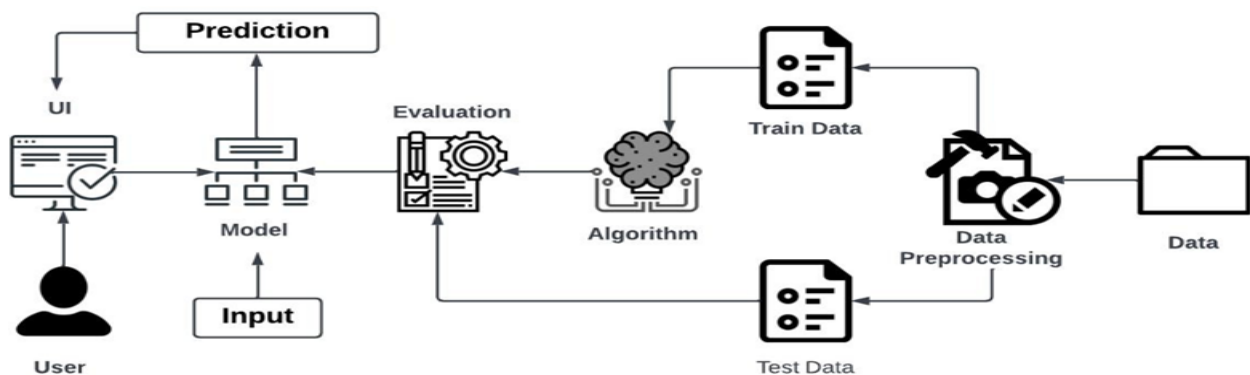 Prediction
UI
Evaluation
Train Data
Model
Algorithm
Data
Preprocessing
Data
Input
User
Test Data